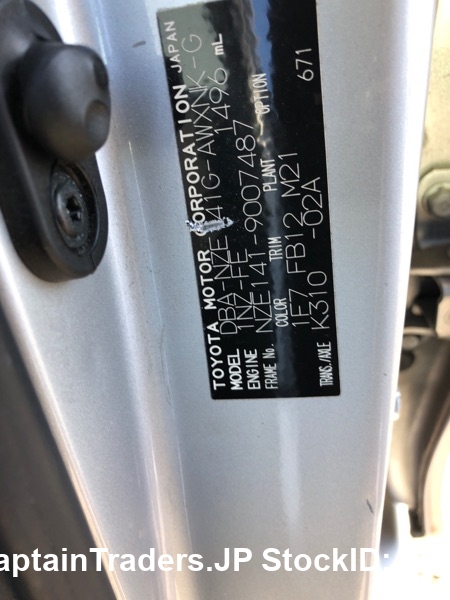 TOYOTA MOTOR CORPORATION JAPAN
MODEL DBA-NZE141G-AWXNK-G
ENGINE 1NZ-FE 1496 mL
FRAME No. NZE141-9007487
COLOR TRIM PLANT OPTION
1E7 FB12 M21
TRANS./AXLE K310 -02A 671
aptainTraders.JP StockID: